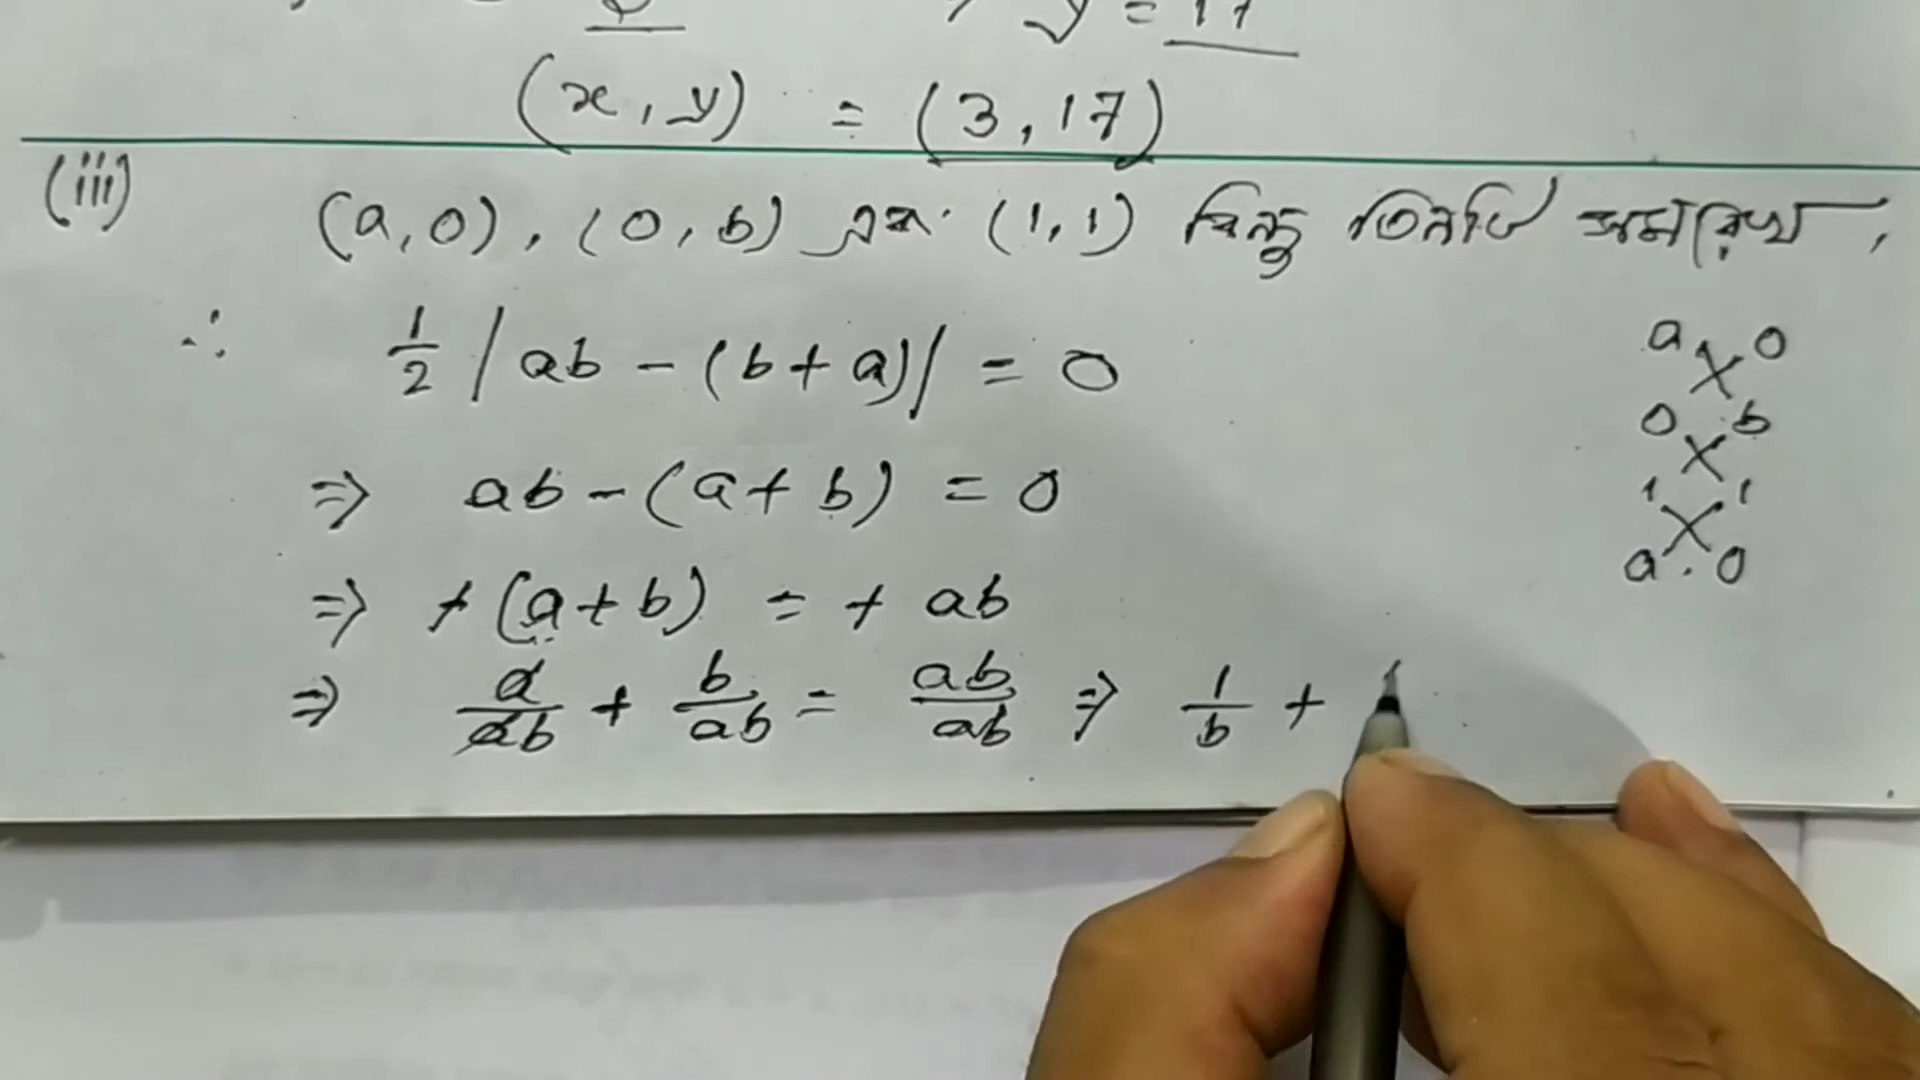 y = 17
(x, y) = (3, 17)
(iii) (a, 0), (0, b) এবং (1, 1) বিন্দু তিনটি সমরেখ,
∴ 1/2 | ab - (b + a) | = 0
a 0
0 b
1 1
a 0
⇒ ab - (a + b) = 0
⇒ + (a + b) = + ab
⇒ a/ab + b/ab = ab/ab ⇒ 1/b +